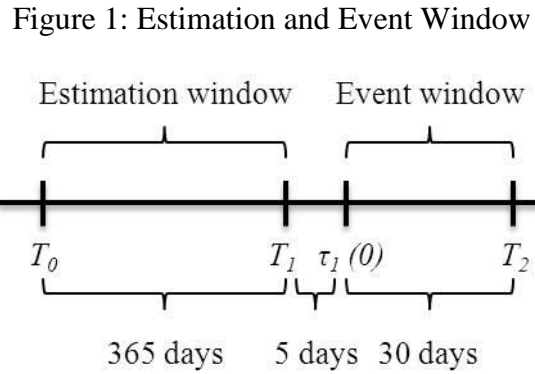 Figure 1: Estimation and Event Window
Estimation window Event window
T₀ T₁ τ₁ (0) T₂
365 days 5 days 30 days